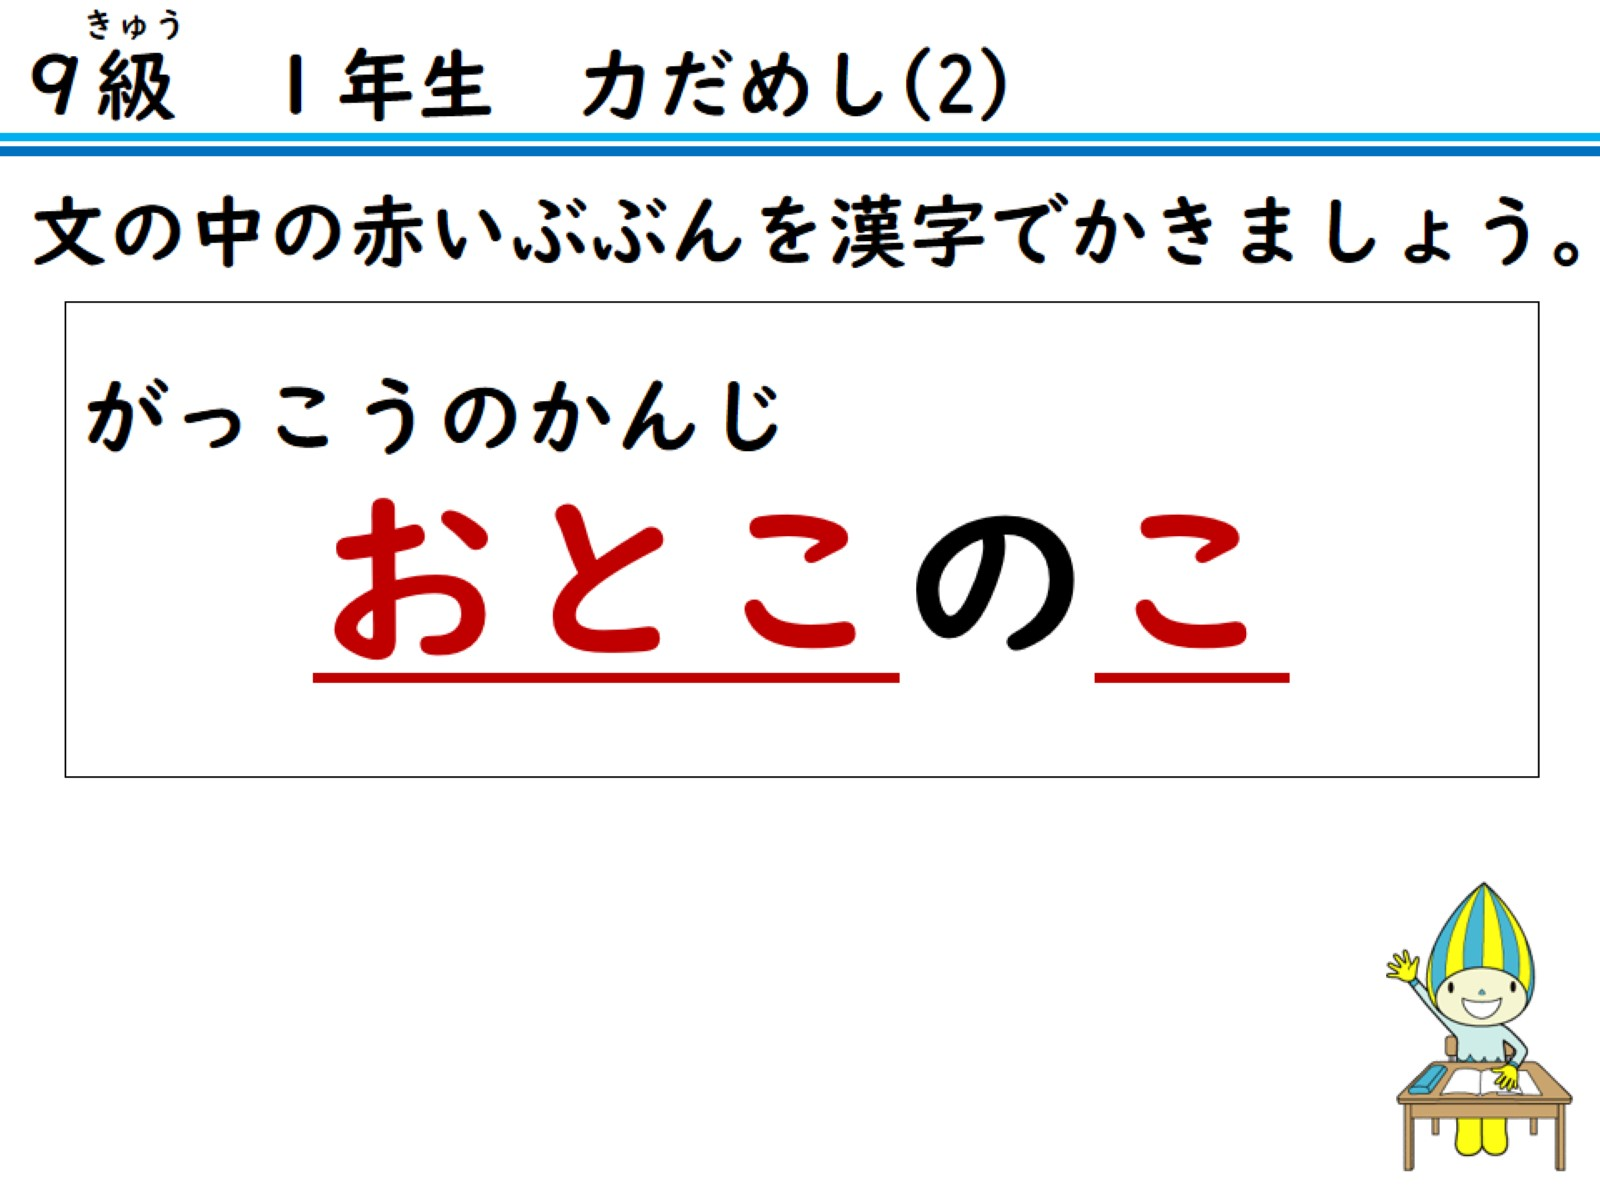 きゅう
９級　１年生　力だめし(2)
文の中の赤いぶぶんを漢字でかきましょう。
がっこうのかんじ
おとこのこ